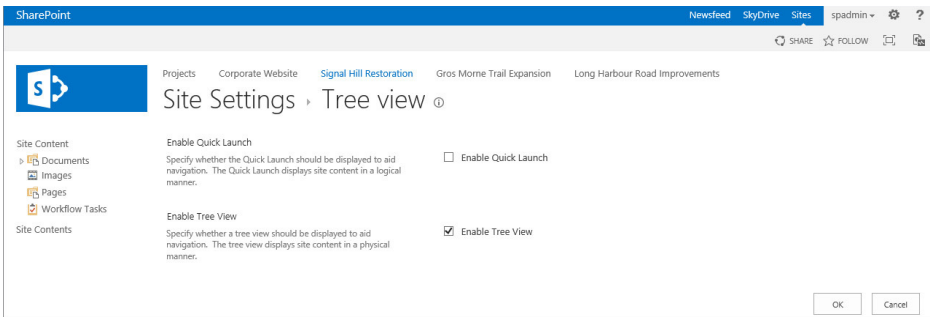 SharePoint
Newsfeed SkyDrive Sites spadmin ?
SHARE FOLLOW
S
Projects Corporate Website Signal Hill Restoration Gros Morne Trail Expansion Long Harbour Road Improvements
Site Settings Tree view
Site Content
Documents
Images
Pages
Workflow Tasks
Site Contents
Enable Quick Launch
Specify whether the Quick Launch should be displayed to aid
navigation. The Quick Launch displays site content in a logical
manner.
Enable Quick Launch
Enable Tree View
Specify whether a tree view should be displayed to aid
navigation. The tree view displays site content in a physical
manner.
Enable Tree View
OK Cancel